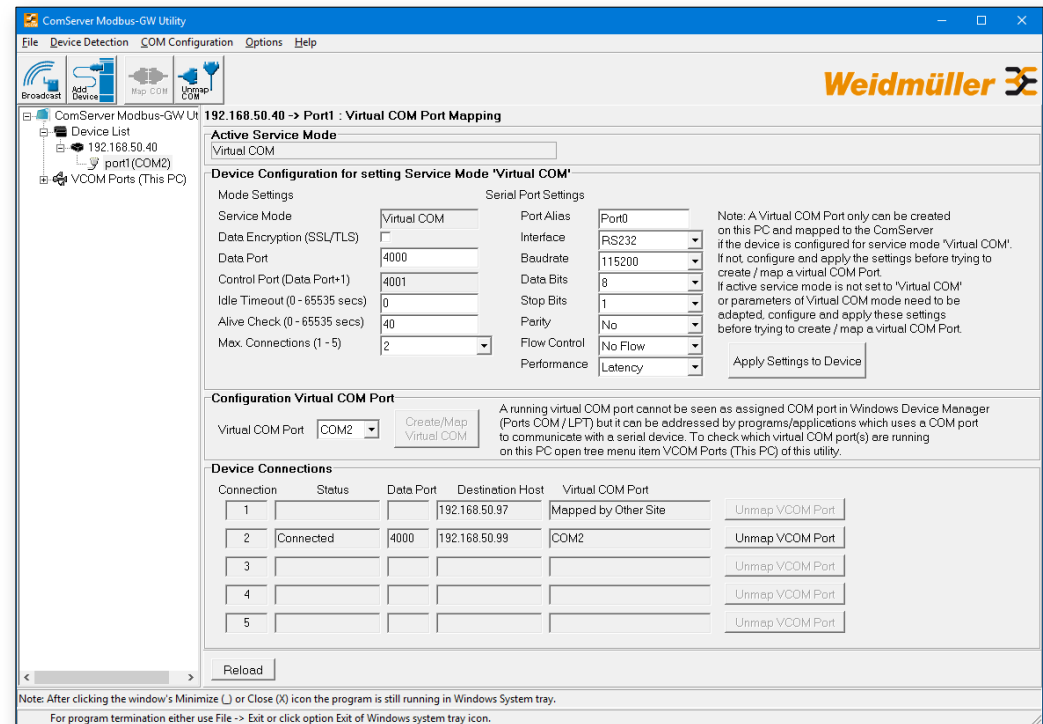 ComServer Modbus-GW Utility
File Device Detection COM Configuration Options Help
Broadcast
Add Device
Map COM
Unmap COM
Weidmüller
ComServer Modbus-GW Ut
Device List
192.168.50.40
port1(COM2)
VCOM Ports (This PC)
192.168.50.40 -> Port1 : Virtual COM Port Mapping
Active Service Mode
Virtual COM
Device Configuration for setting Service Mode 'Virtual COM'
Mode Settings
Service Mode Virtual COM
Data Encryption (SSL/TLS)
Data Port 4000
Control Port (Data Port+1) 4001
Idle Timeout (0 - 65535 secs) 0
Alive Check (0 - 65535 secs) 40
Max. Connections (1 - 5) 2
Serial Port Settings
Port Alias Port0
Interface RS232
Baudrate 115200
Data Bits 8
Stop Bits 1
Parity No
Flow Control No Flow
Performance Latency
Note: A Virtual COM Port only can be created
on this PC and mapped to the ComServer
if the device is configured for service mode 'Virtual COM'.
If not, configure and apply the settings before trying to
create / map a virtual COM Port.
If active service mode is not set to 'Virtual COM'
or parameters of Virtual COM mode need to be
adapted, configure and apply these settings
before trying to create / map a virtual COM Port.
Apply Settings to Device
Configuration Virtual COM Port
Virtual COM Port COM2
Create/Map
Virtual COM
A running virtual COM port cannot be seen as assigned COM port in Windows Device Manager
(Ports COM / LPT) but it can be addressed by programs/applications which uses a COM port
to communicate with a serial device. To check which virtual COM port(s) are running
on this PC open tree menu item VCOM Ports (This PC) of this utility.
Device Connections
Connection Status Data Port Destination Host Virtual COM Port
1 192.168.50.97 Mapped by Other Site Unmap VCOM Port
2 Connected 4000 192.168.50.99 COM2 Unmap VCOM Port
3 Unmap VCOM Port
4 Unmap VCOM Port
5 Unmap VCOM Port
Reload
Note: After clicking the window's Minimize (_) or Close (X) icon the program is still running in Windows System tray.
For program termination either use File -> Exit or click option Exit of Windows system tray icon.